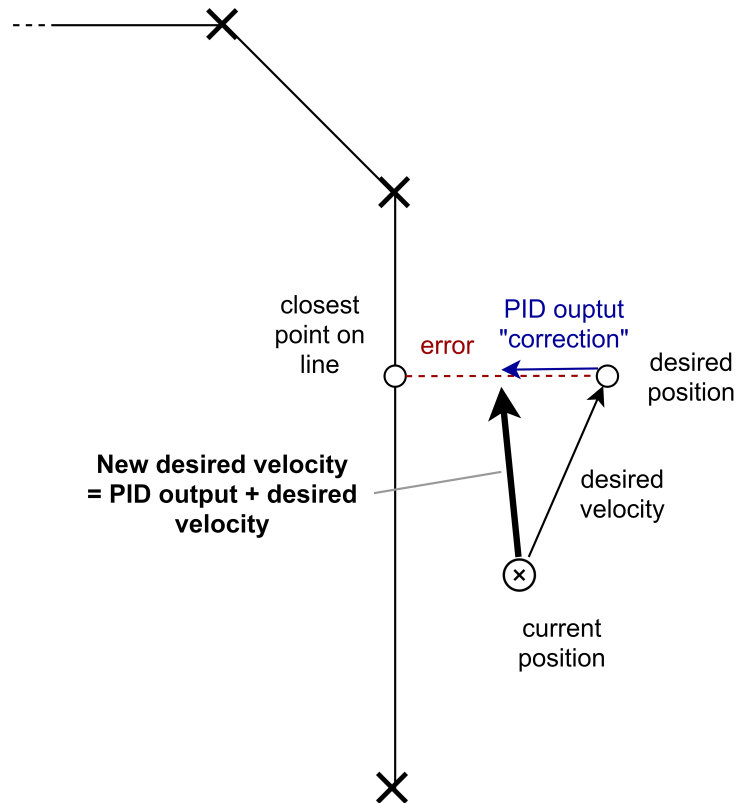 closest
point on
line
error
PID ouptut
"correction"
desired
position
New desired velocity
= PID output + desired
velocity
desired
velocity
current
position